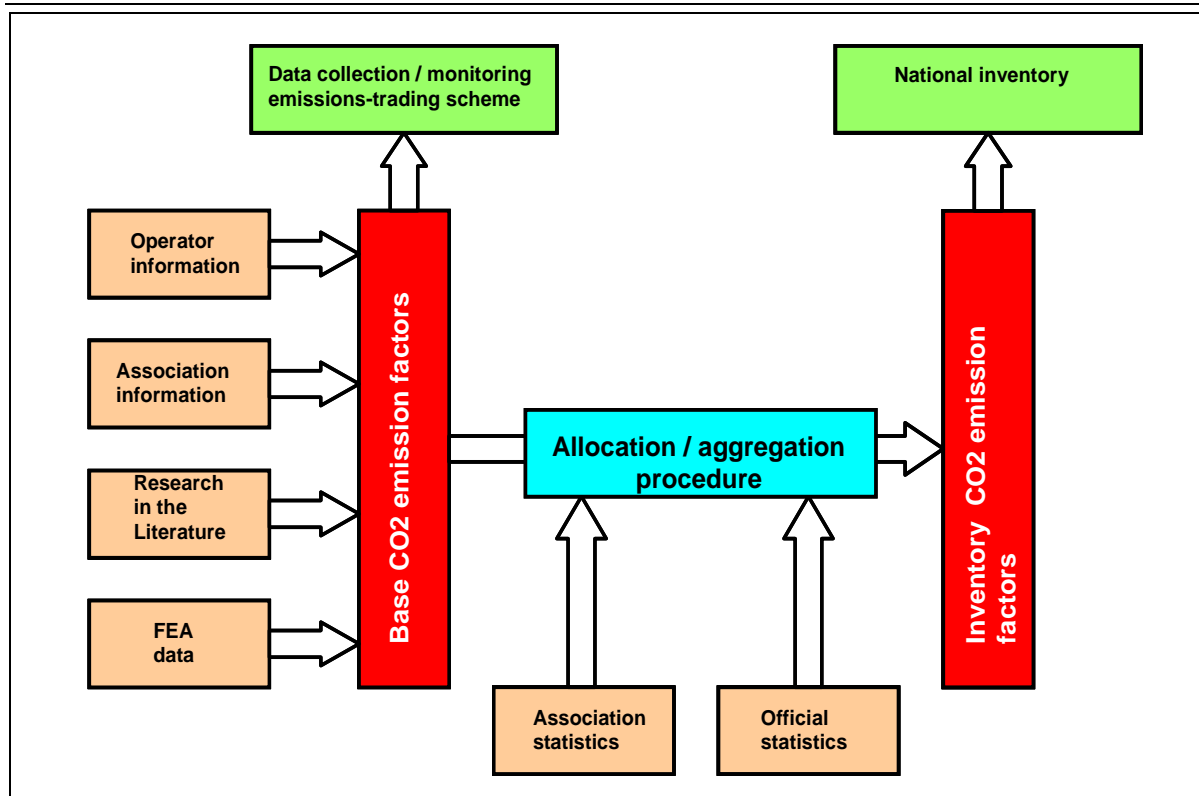 Data collection / monitoring
emissions-trading scheme
National inventory
Operator
information
Association
information
Research
in the
Literature
FEA
data
Base CO2 emission factors
Allocation / aggregation
procedure
Association
statistics
Official
statistics
Inventory CO2 emission
factors